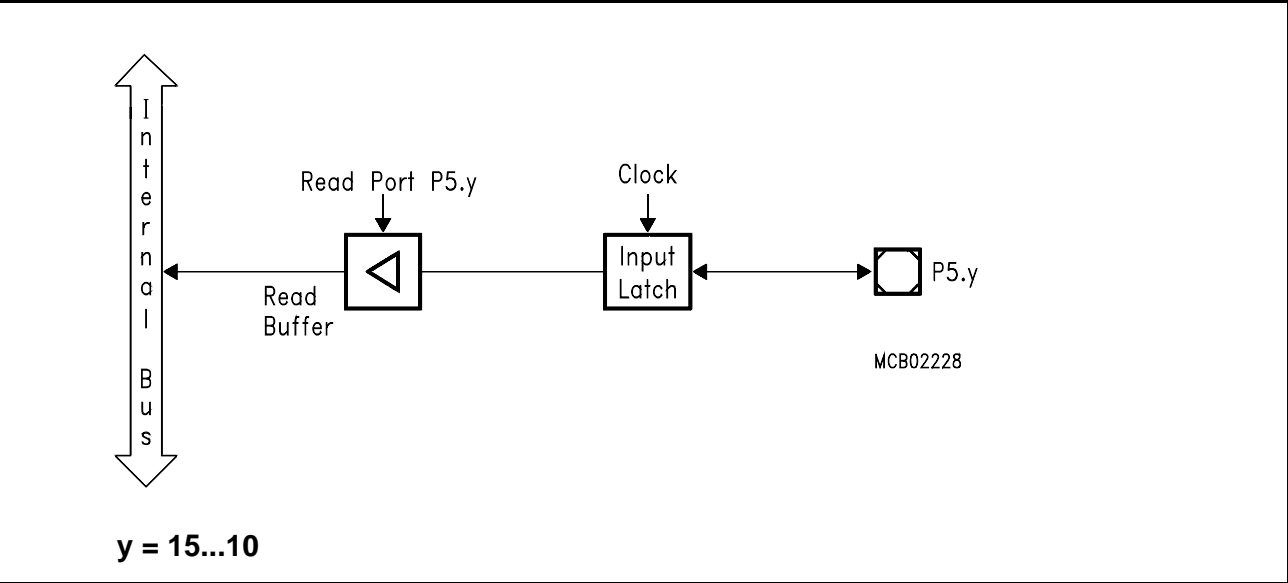 Internal Bus
Read Port P5.y
Clock
Input
Latch
P5.y
Read
Buffer
MCB02228
y = 15...10